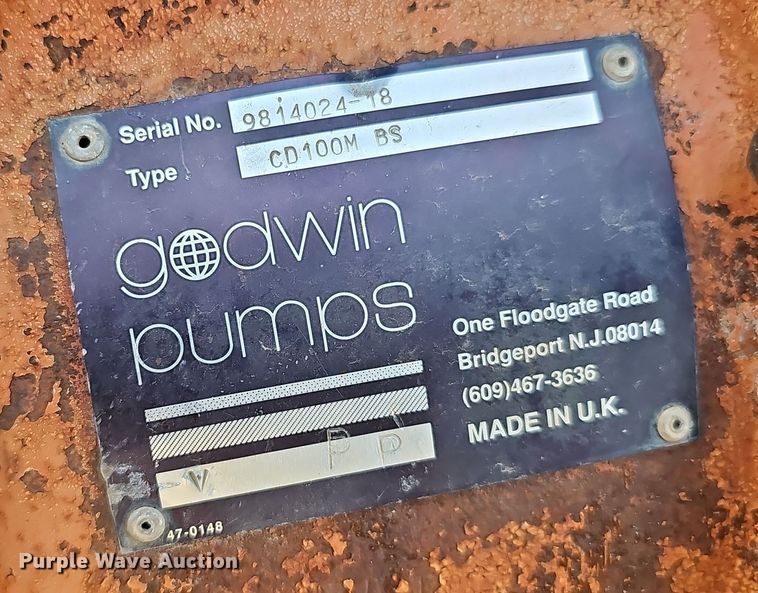 Serial No. 9814024-18
Type CD100M BS
godwin
pumps
One Floodgate Road
Bridgeport N.J.08014
(609)467-3636
MADE IN U.K.
V P P
47-0148
Purple Wave Auction